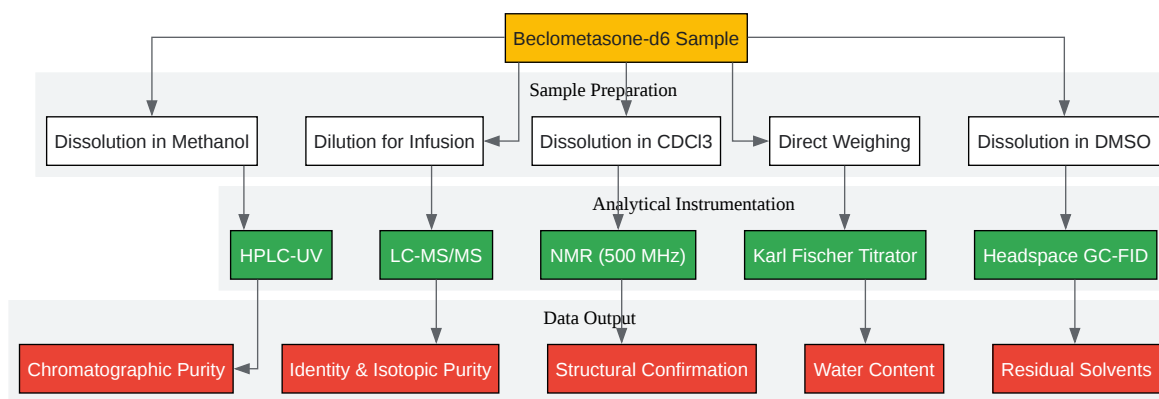 Beclometasone-d6 Sample
Sample Preparation
Dissolution in Methanol
Dilution for Infusion
Dissolution in CDCl3
Direct Weighing
Dissolution in DMSO
Analytical Instrumentation
HPLC-UV
LC-MS/MS
NMR (500 MHz)
Karl Fischer Titrator
Headspace GC-FID
Data Output
Chromatographic Purity
Identity & Isotopic Purity
Structural Confirmation
Water Content
Residual Solvents